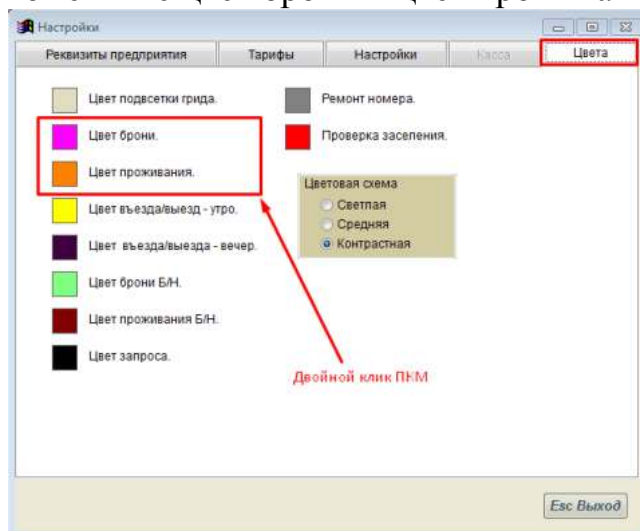 Настройки
Реквизиты предприятия Тарифы Настройки Касса Цвета
Цвет подсветки грида. Ремонт номера.
Цвет брони. Проверка заселения.
Цвет проживания.
Цветовая схема
Светлая
Цвет въезда/выезд - утро.
Средняя
Цвет въезда/выезда - вечер.
Контрастная
Цвет брони Б/Н.
Цвет проживания Б/Н.
Цвет запроса.
Двойной клик ПКМ
Esc Выход